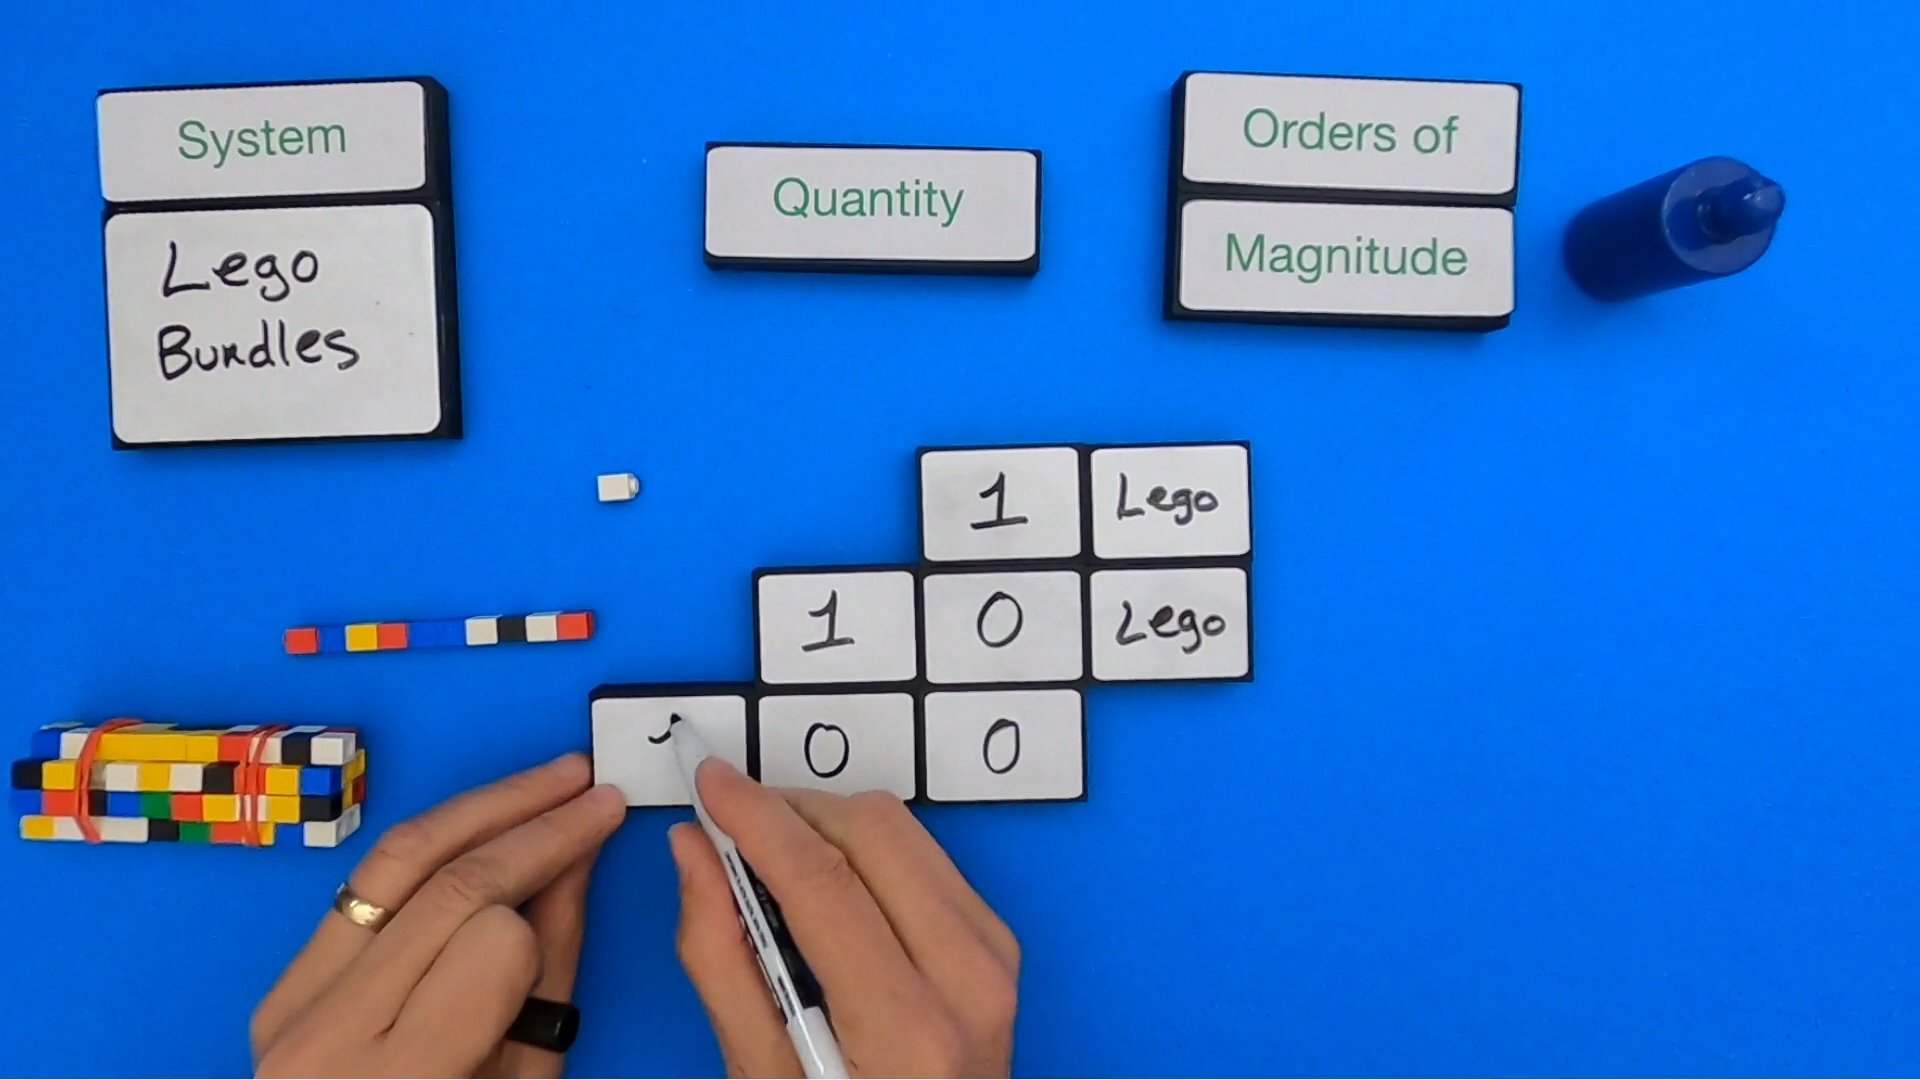 System
Lego
Bundles
Quantity
Orders of
Magnitude
1 Lego
1 0 Lego
0 0